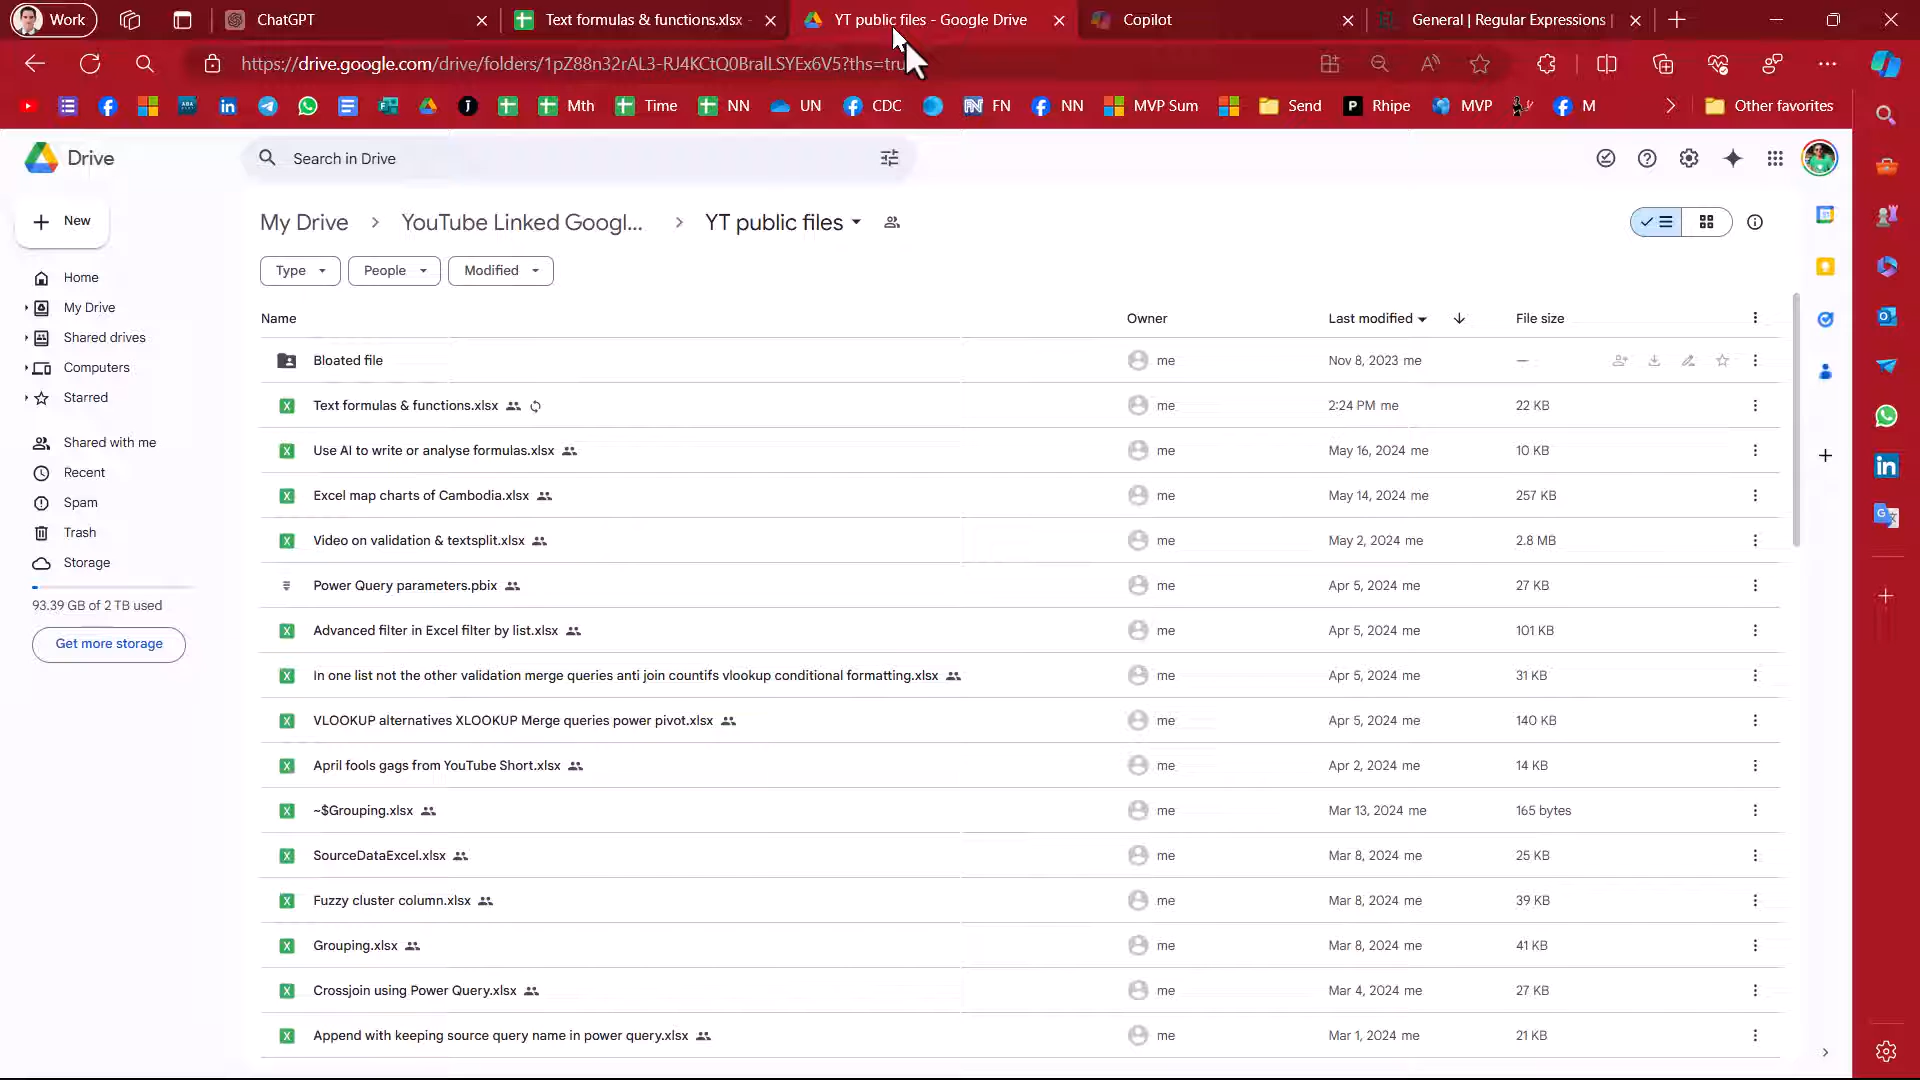 Work
ChatGPT
Text formulas & functions.xlsx -
YT public files - Google Drive
Copilot
General | Regular Expressions |
https://drive.google.com/drive/folders/1pZ88n32rAL3-RJ4KCtQ0BralLSYEx6V5?ths=tru
Mth
Time
NN
UN
CDC
FN
NN
MVP Sum
Send
Rhipe
MVP
M
Other favorites
Drive
Search in Drive
New
My Drive > YouTube Linked Googl... > YT public files
Type
People
Modified
Home
My Drive
Shared drives
Computers
Starred
Shared with me
Recent
Spam
Trash
Storage
93.39 GB of 2 TB used
Get more storage
Name Owner Last modified File size
Bloated file me Nov 8, 2023 me —
Text formulas & functions.xlsx me 2:24 PM me 22 KB
Use AI to write or analyse formulas.xlsx me May 16, 2024 me 10 KB
Excel map charts of Cambodia.xlsx me May 14, 2024 me 257 KB
Video on validation & textsplit.xlsx me May 2, 2024 me 2.8 MB
Power Query parameters.pbix me Apr 5, 2024 me 27 KB
Advanced filter in Excel filter by list.xlsx me Apr 5, 2024 me 101 KB
In one list not the other validation merge queries anti join countifs vlookup conditional formatting.xlsx me Apr 5, 2024 me 31 KB
VLOOKUP alternatives XLOOKUP Merge queries power pivot.xlsx me Apr 5, 2024 me 140 KB
April fools gags from YouTube Short.xlsx me Apr 2, 2024 me 14 KB
~$Grouping.xlsx me Mar 13, 2024 me 165 bytes
SourceDataExcel.xlsx me Mar 8, 2024 me 25 KB
Fuzzy cluster column.xlsx me Mar 8, 2024 me 39 KB
Grouping.xlsx me Mar 8, 2024 me 41 KB
Crossjoin using Power Query.xlsx me Mar 4, 2024 me 27 KB
Append with keeping source query name in power query.xlsx me Mar 1, 2024 me 21 KB